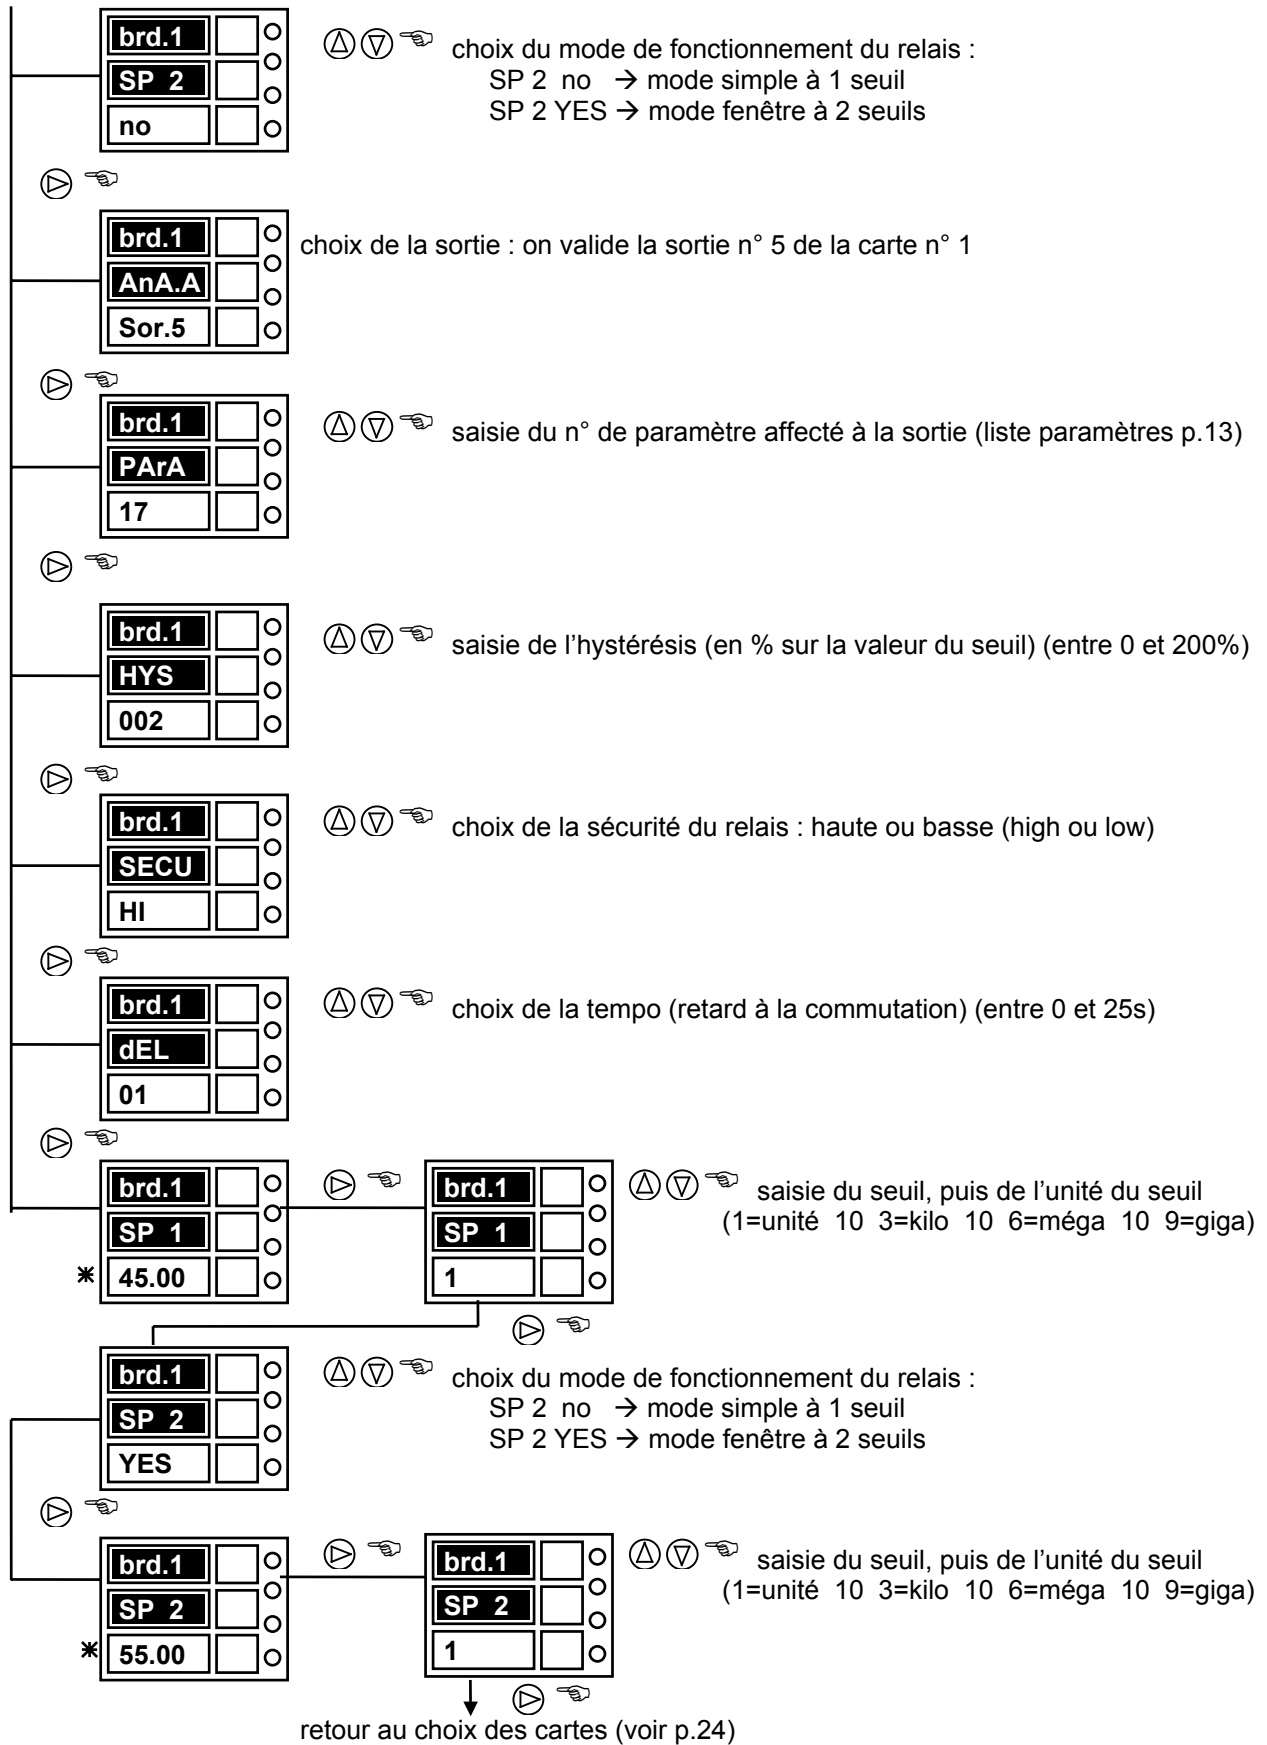 brd.1
SP 2
no
choix du mode de fonctionnement du relais :
SP 2 no → mode simple à 1 seuil
SP 2 YES → mode fenêtre à 2 seuils
brd.1
AnA.A
Sor.5
choix de la sortie : on valide la sortie n° 5 de la carte n° 1
brd.1
PArA
17
saisie du n° de paramètre affecté à la sortie (liste paramètres p.13)
brd.1
HYS
002
saisie de l'hystérésis (en % sur la valeur du seuil) (entre 0 et 200%)
brd.1
SECU
HI
choix de la sécurité du relais : haute ou basse (high ou low)
brd.1
dEL
01
choix de la tempo (retard à la commutation) (entre 0 et 25s)
brd.1
SP 1
* 45.00
brd.1
SP 1
1
saisie du seuil, puis de l'unité du seuil
(1=unité 10 3=kilo 10 6=méga 10 9=giga)
brd.1
SP 2
YES
choix du mode de fonctionnement du relais :
SP 2 no → mode simple à 1 seuil
SP 2 YES → mode fenêtre à 2 seuils
brd.1
SP 2
* 55.00
brd.1
SP 2
1
saisie du seuil, puis de l'unité du seuil
(1=unité 10 3=kilo 10 6=méga 10 9=giga)
retour au choix des cartes (voir p.24)